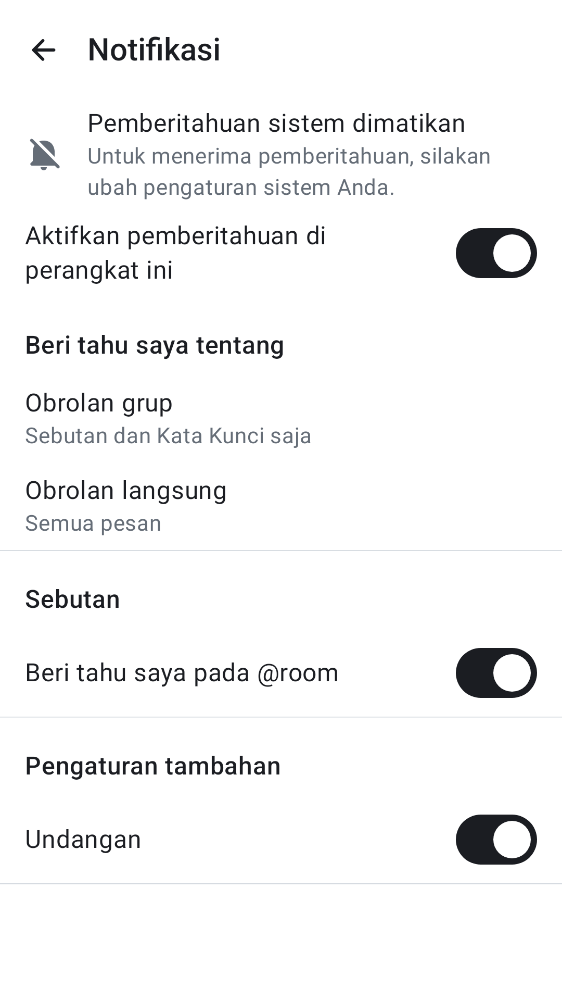 Notifikasi
Pemberitahuan sistem dimatikan
Untuk menerima pemberitahuan, silakan
ubah pengaturan sistem Anda.
Aktifkan pemberitahuan di
perangkat ini
Beri tahu saya tentang
Obrolan grup
Sebutan dan Kata Kunci saja
Obrolan langsung
Semua pesan
Sebutan
Beri tahu saya pada @room
Pengaturan tambahan
Undangan